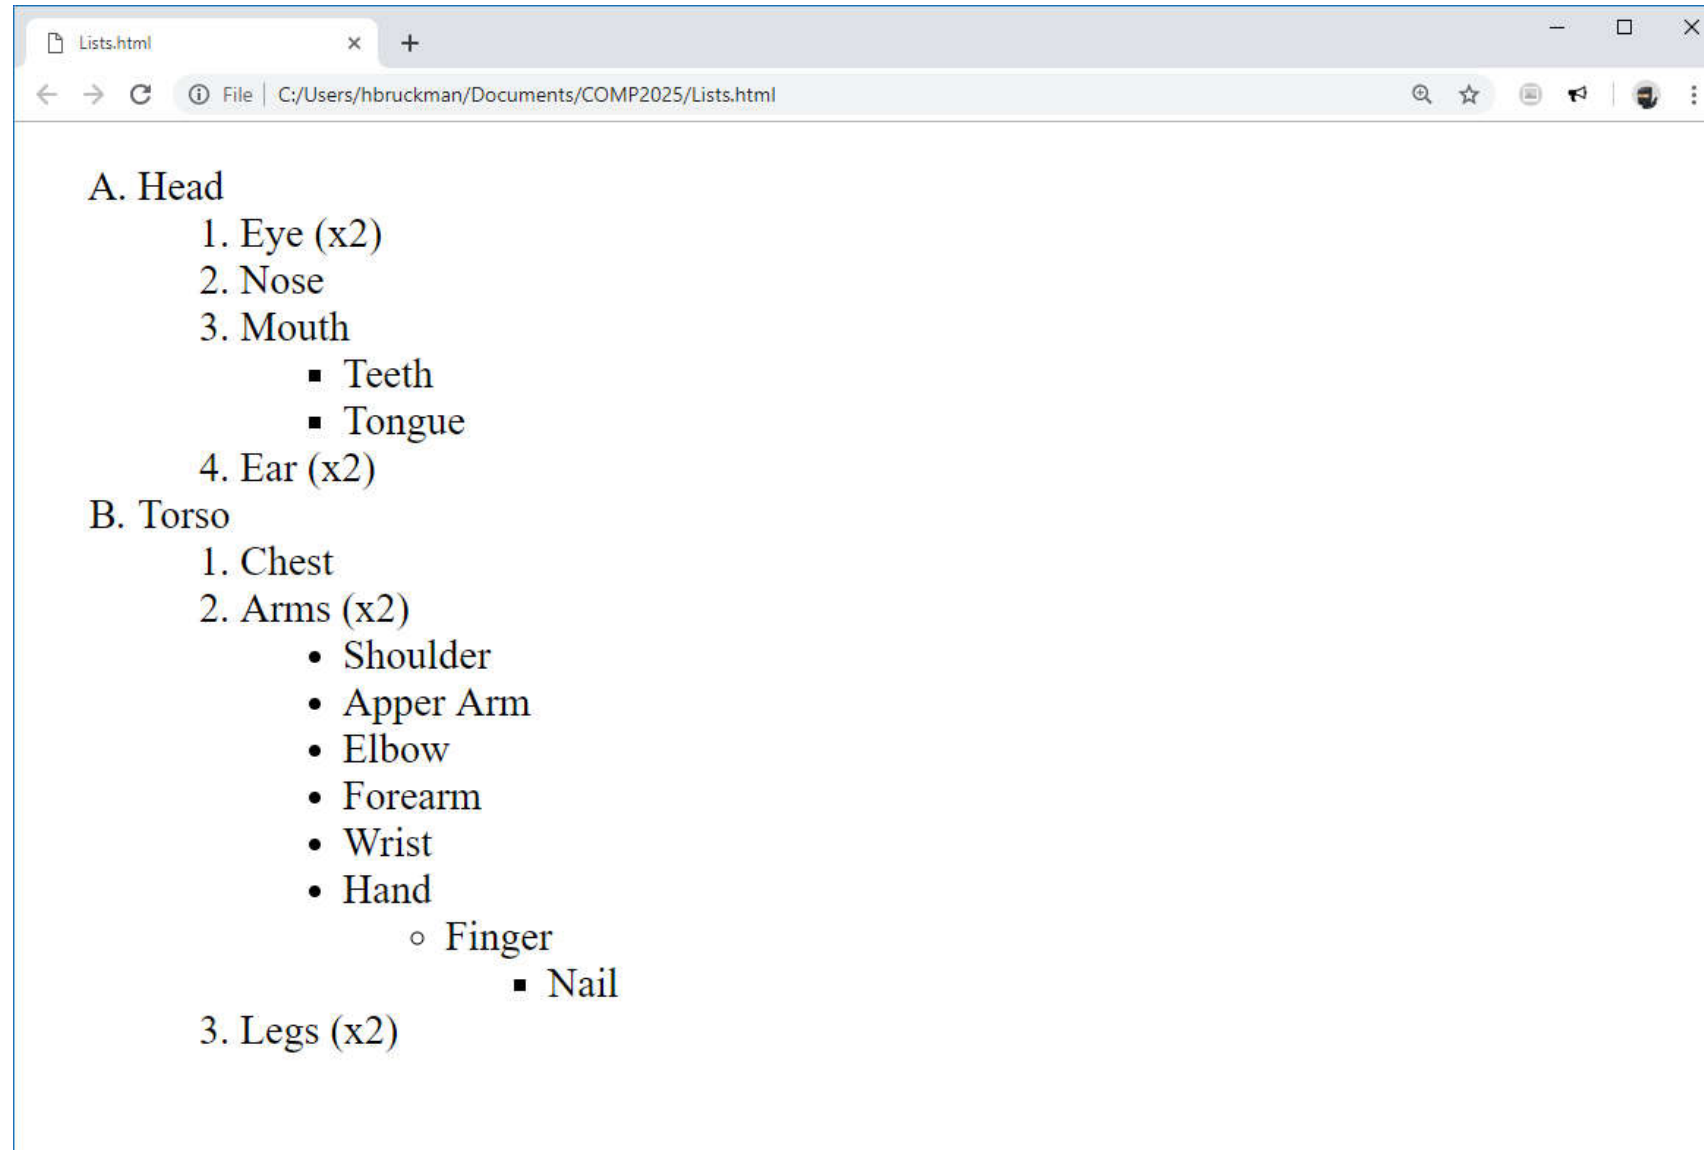 Lists.html
File C:/Users/hbruckman/Documents/COMP2025/Lists.html
A. Head
1. Eye (x2)
2. Nose
3. Mouth
▪ Teeth
▪ Tongue
4. Ear (x2)
B. Torso
1. Chest
2. Arms (x2)
• Shoulder
• Apper Arm
• Elbow
• Forearm
• Wrist
• Hand
◦ Finger
▪ Nail
3. Legs (x2)